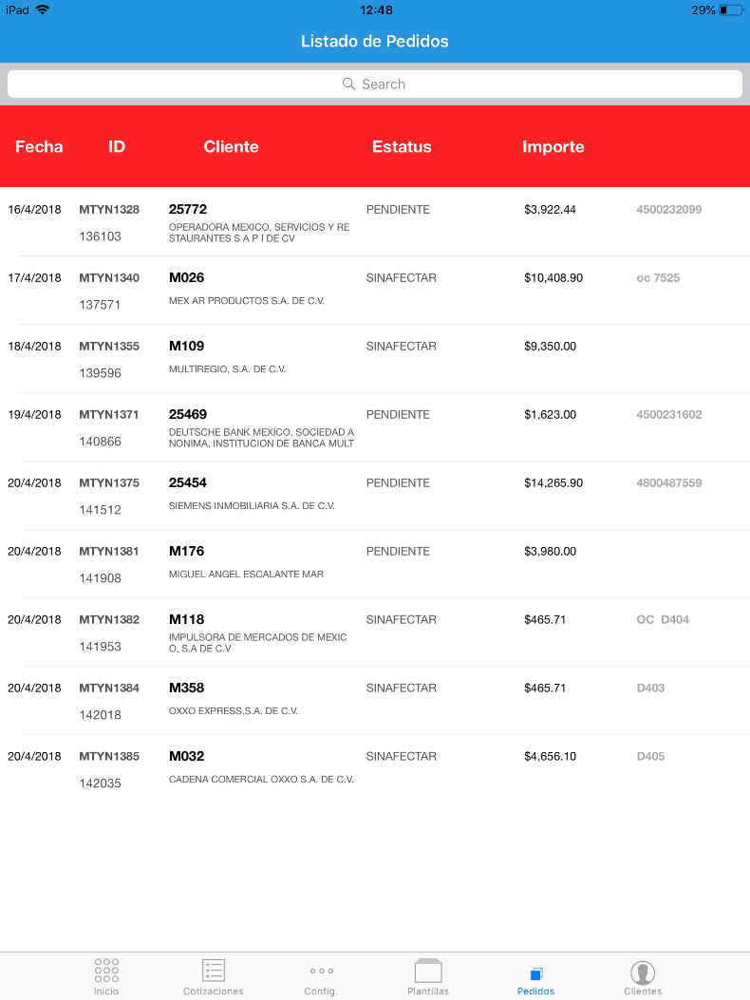 iPad 12:48 29%
Listado de Pedidos
Search
Fecha ID Cliente Estatus Importe
16/4/2018 MTYN1328 25772 PENDIENTE $3,922.44 4500232099
136103 OPERADORA MEXICO, SERVICIOS Y RE
STAURANTES S A P I DE CV
17/4/2018 MTYN1340 M026 SINAFECTAR $10,408.90 oc 7525
137571 MEX AR PRODUCTOS S.A. DE C.V.
18/4/2018 MTYN1355 M109 SINAFECTAR $9,350.00
139596 MULTIREGIO, S.A. DE C.V.
19/4/2018 MTYN1371 25469 PENDIENTE $1,623.00 4500231602
140866 DEUTSCHE BANK MEXICO, SOCIEDAD A
NONIMA, INSTITUCION DE BANCA MULT
20/4/2018 MTYN1375 25454 PENDIENTE $14,265.90 4800487559
141512 SIEMENS INMOBILIARIA S.A. DE C.V.
20/4/2018 MTYN1381 M176 PENDIENTE $3,980.00
141908 MIGUEL ANGEL ESCALANTE MAR
20/4/2018 MTYN1382 M118 SINAFECTAR $465.71 OC  D404
141953 IMPULSORA DE MERCADOS DE MEXIC
O, S.A DE C.V
20/4/2018 MTYN1384 M358 SINAFECTAR $465.71 D403
142018 OXXO EXPRESS,S.A. DE C.V.
20/4/2018 MTYN1385 M032 SINAFECTAR $4,656.10 D405
142035 CADENA COMERCIAL OXXO S.A. DE C.V.
Inicio Cotizaciones Config. Plantillas Pedidos Clientes